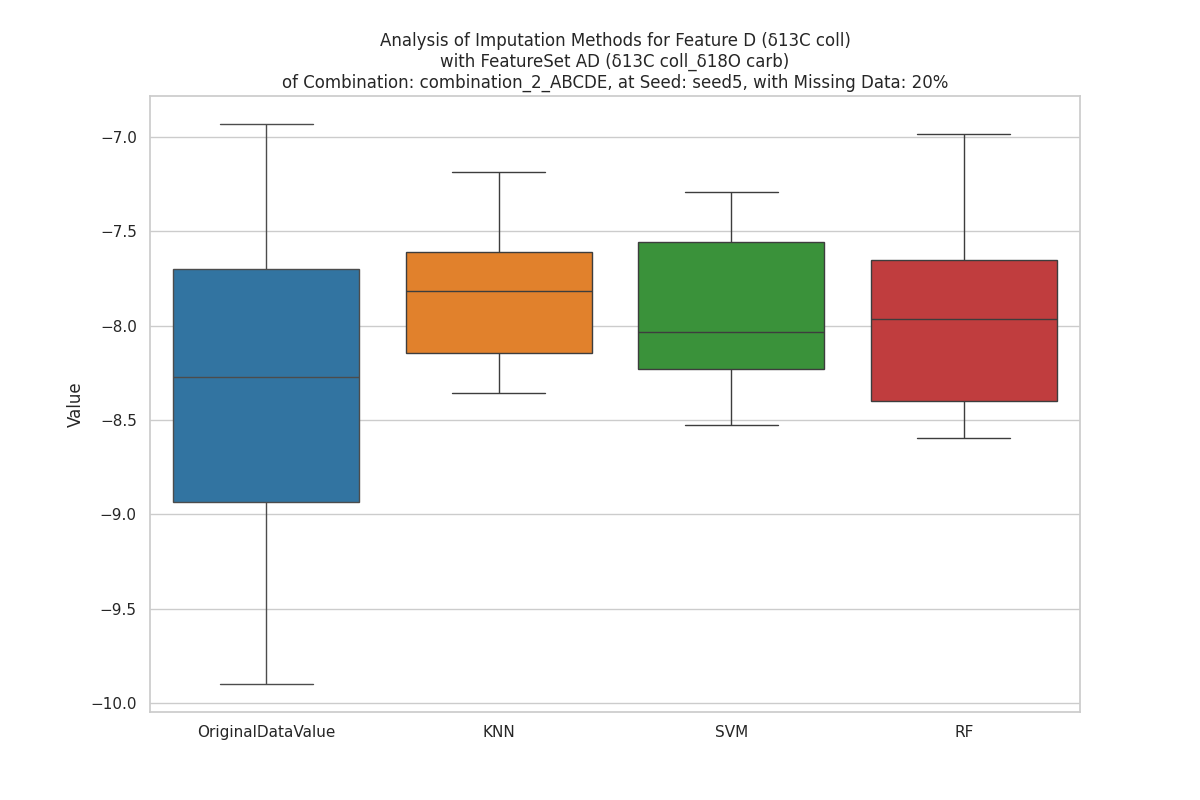 Analysis of Imputation Methods for Feature D (δ13C coll)
with FeatureSet AD (δ13C coll_δ18O carb)
of Combination: combination_2_ABCDE, at Seed: seed5, with Missing Data: 20%
Value
−7.0
−7.5
−8.0
−8.5
−9.0
−9.5
−10.0
OriginalDataValue
KNN
SVM
RF